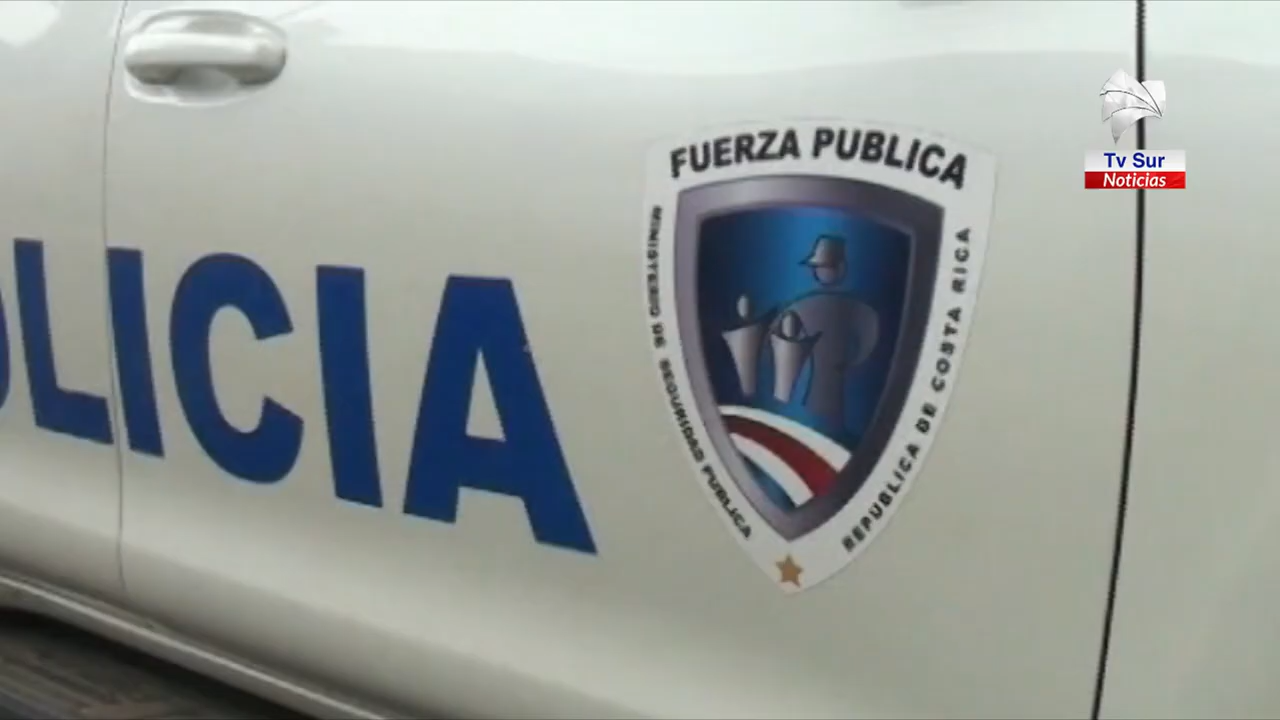 OLICIA
FUERZA PUBLICA
MINISTERIO DE SEGURIDAD PUBLICA
REPUBLICA DE COSTA RICA
Tv Sur
Noticias